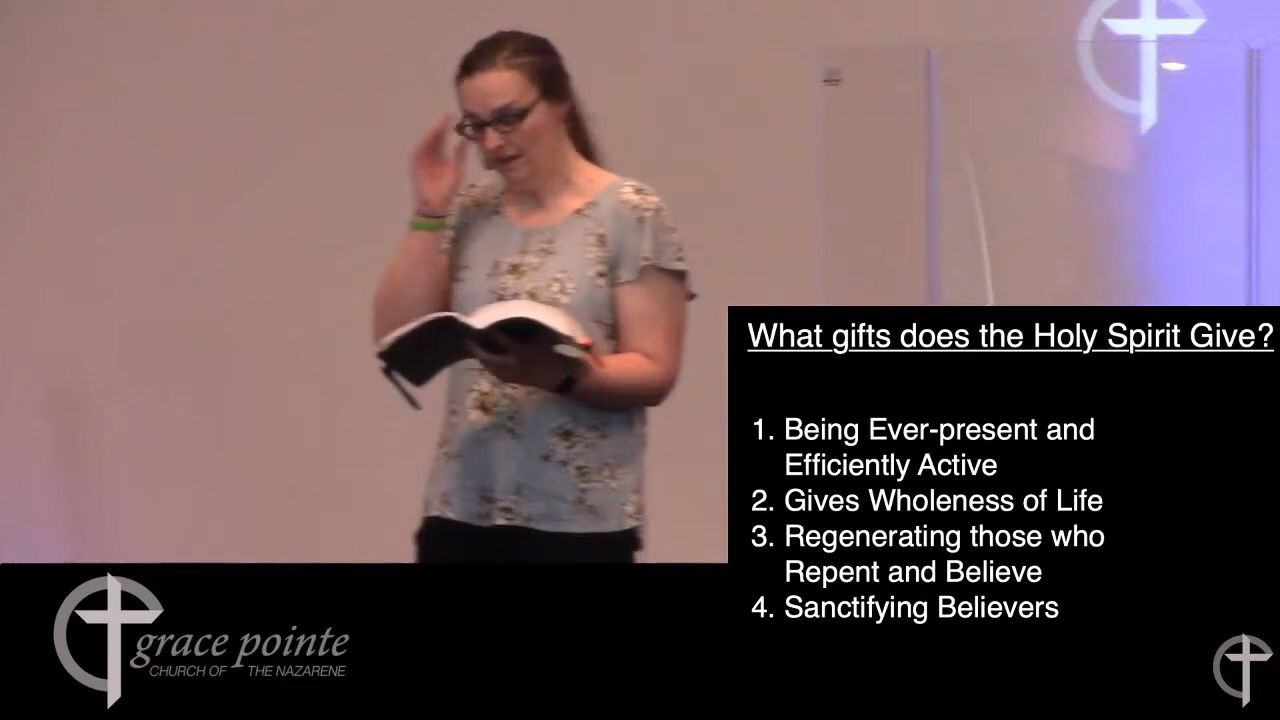 What gifts does the Holy Spirit Give?
1. Being Ever-present and
Efficiently Active
2. Gives Wholeness of Life
3. Regenerating those who
Repent and Believe
4. Sanctifying Believers
grace pointe
CHURCH OF THE NAZARENE